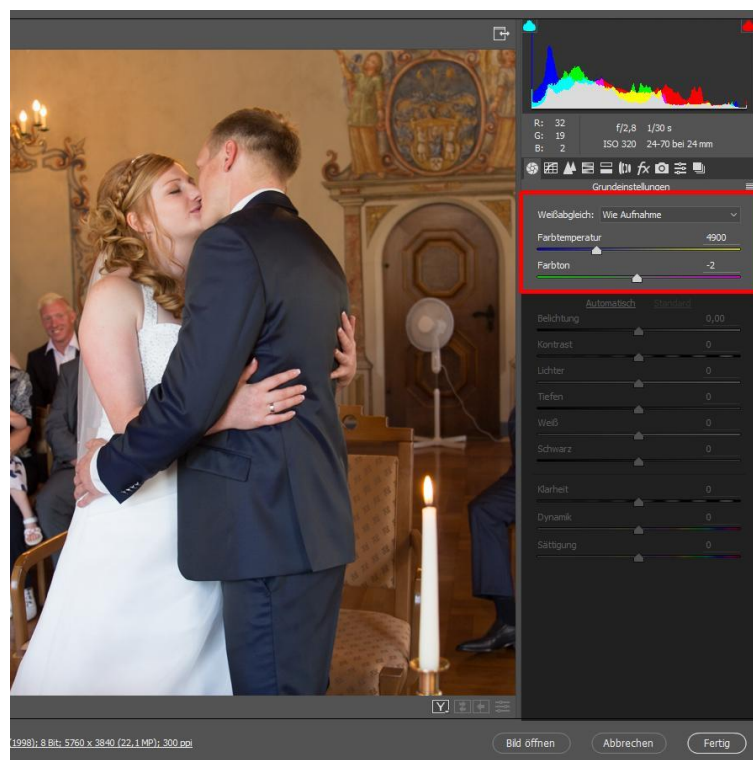 R: 32
G: 19
B: 2
f/2,8 1/30 s
ISO 320 24-70 bei 24 mm
fx
Grundeinstellungen
Weißabgleich: Wie Aufnahme
Farbtemperatur 4900
Farbton -2
Automatisch Standard
Belichtung 0,00
Kontrast 0
Lichter 0
Tiefen 0
Weiß 0
Schwarz 0
Klarheit 0
Dynamik 0
Sättigung 0
Y
(1998); 8 Bit; 5760 x 3840 (22,1 MP); 300 ppi
Bild öffnen Abbrechen Fertig